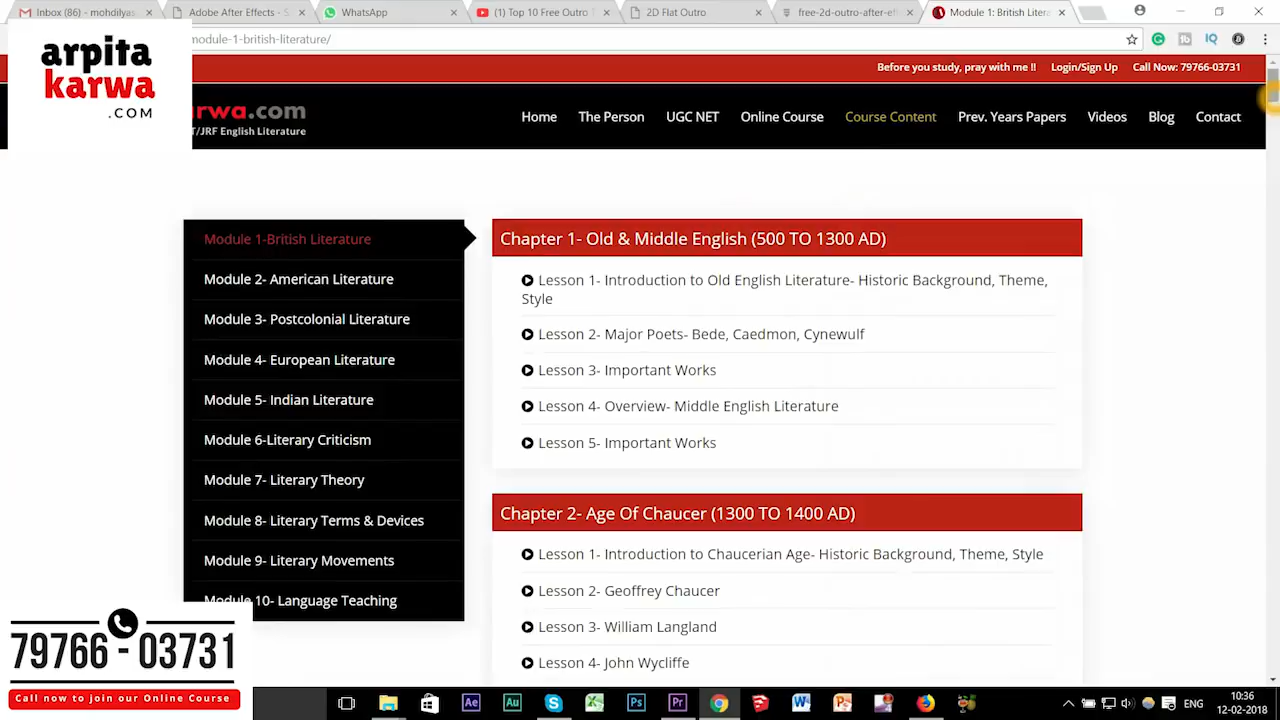 Inbox (86) - mohdilyas
Adobe After Effects - S
WhatsApp
(1) Top 10 Free Outro T
2D Flat Outro
free-2d-outro-after-ef
Module 1: British Litera
module-1-british-literature/
arpita
karwa
.COM
Before you study, pray with me !!
Login/Sign Up
Call Now: 79766-03731
rwa.com
T/JRF English Literature
Home
The Person
UGC NET
Online Course
Course Content
Prev. Years Papers
Videos
Blog
Contact
Module 1-British Literature
Module 2- American Literature
Module 3- Postcolonial Literature
Module 4- European Literature
Module 5- Indian Literature
Module 6-Literary Criticism
Module 7- Literary Theory
Module 8- Literary Terms & Devices
Module 9- Literary Movements
Module 10- Language Teaching
Chapter 1- Old & Middle English (500 TO 1300 AD)
Lesson 1- Introduction to Old English Literature- Historic Background, Theme,
Style
Lesson 2- Major Poets- Bede, Caedmon, Cynewulf
Lesson 3- Important Works
Lesson 4- Overview- Middle English Literature
Lesson 5- Important Works
Chapter 2- Age Of Chaucer (1300 TO 1400 AD)
Lesson 1- Introduction to Chaucerian Age- Historic Background, Theme, Style
Lesson 2- Geoffrey Chaucer
Lesson 3- William Langland
Lesson 4- John Wycliffe
79766 - 03731
Call now to join our Online Course
Ae
Au
Ps
Pr
ENG
10:36
12-02-2018